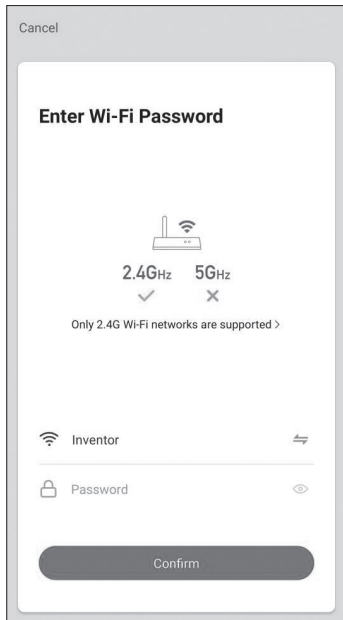 Cancel
Enter Wi-Fi Password
2.4GHz 5GHz
Only 2.4G Wi-Fi networks are supported >
Inventor
Password
Confirm